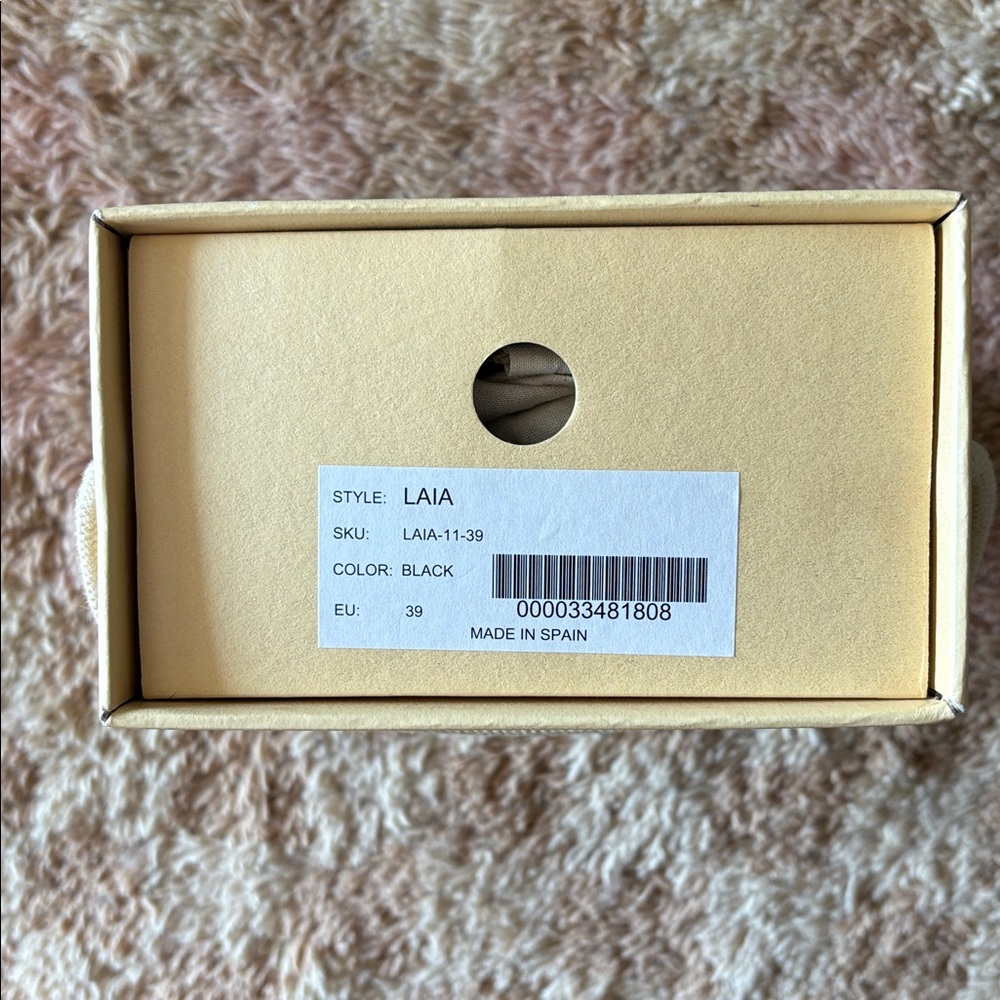 STYLE: LAIA
SKU: LAIA-11-39
COLOR: BLACK
EU: 39
000033481808
MADE IN SPAIN